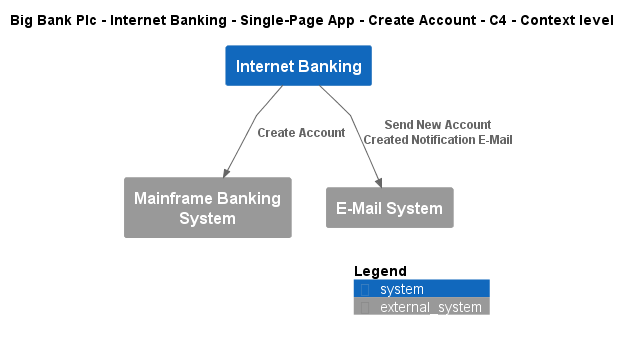 Big Bank Plc - Internet Banking - Single-Page App - Create Account - C4 - Context level
Internet Banking
Create Account
Send New Account
Created Notification E-Mail
Mainframe Banking
System
E-Mail System
Legend
system
external_system